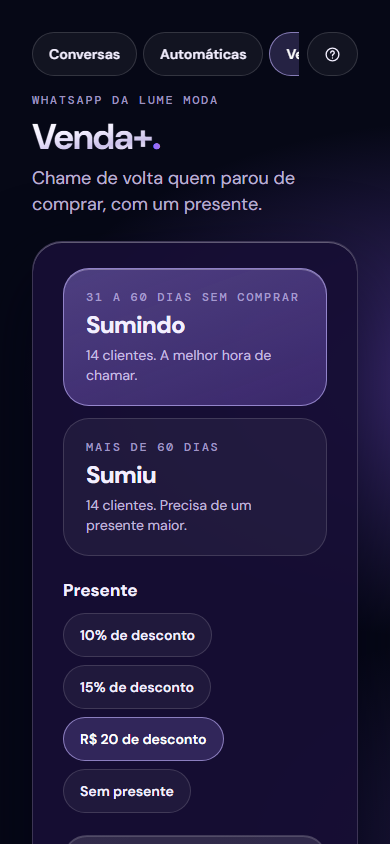 Conversas
Automáticas
Ve
WHATSAPP DA LUME MODA
Venda+.
Chame de volta quem parou de
comprar, com um presente.
31 A 60 DIAS SEM COMPRAR
Sumindo
14 clientes. A melhor hora de
chamar.
MAIS DE 60 DIAS
Sumiu
14 clientes. Precisa de um
presente maior.
Presente
10% de desconto
15% de desconto
R$ 20 de desconto
Sem presente